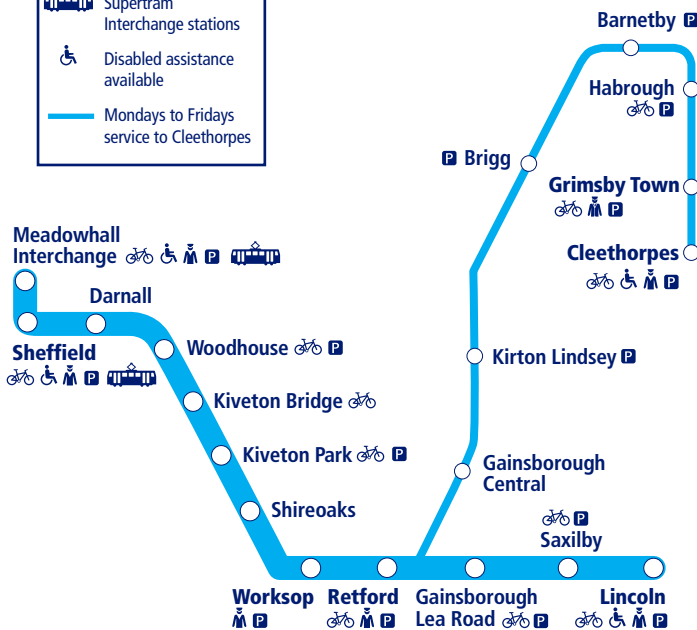 Supertram
Interchange stations
Disabled assistance
available
Mondays to Fridays
service to Cleethorpes
Barnetby P
Habrough
P
P Brigg
Grimsby Town
P
Cleethorpes
P
Meadowhall
Interchange P
Darnall
Sheffield
P
Woodhouse P
Kiveton Bridge
Kiveton Park P
Shireoaks
Kirton Lindsey P
Gainsborough
Central
P
Saxilby
Worksop
P
Retford
P
Gainsborough
Lea Road P
Lincoln
P